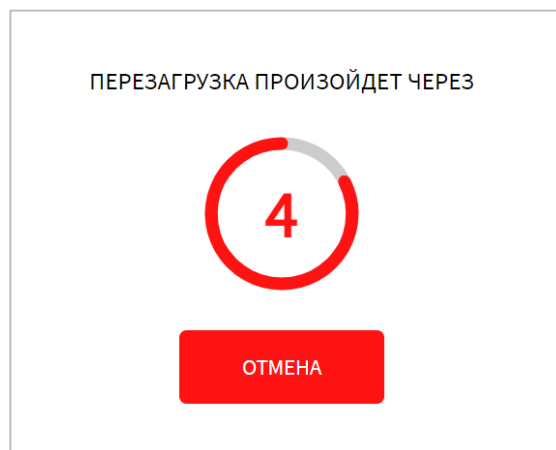 ПЕРЕЗАГРУЗКА ПРОИЗОЙДЕТ ЧЕРЕЗ
4
ОТМЕНА